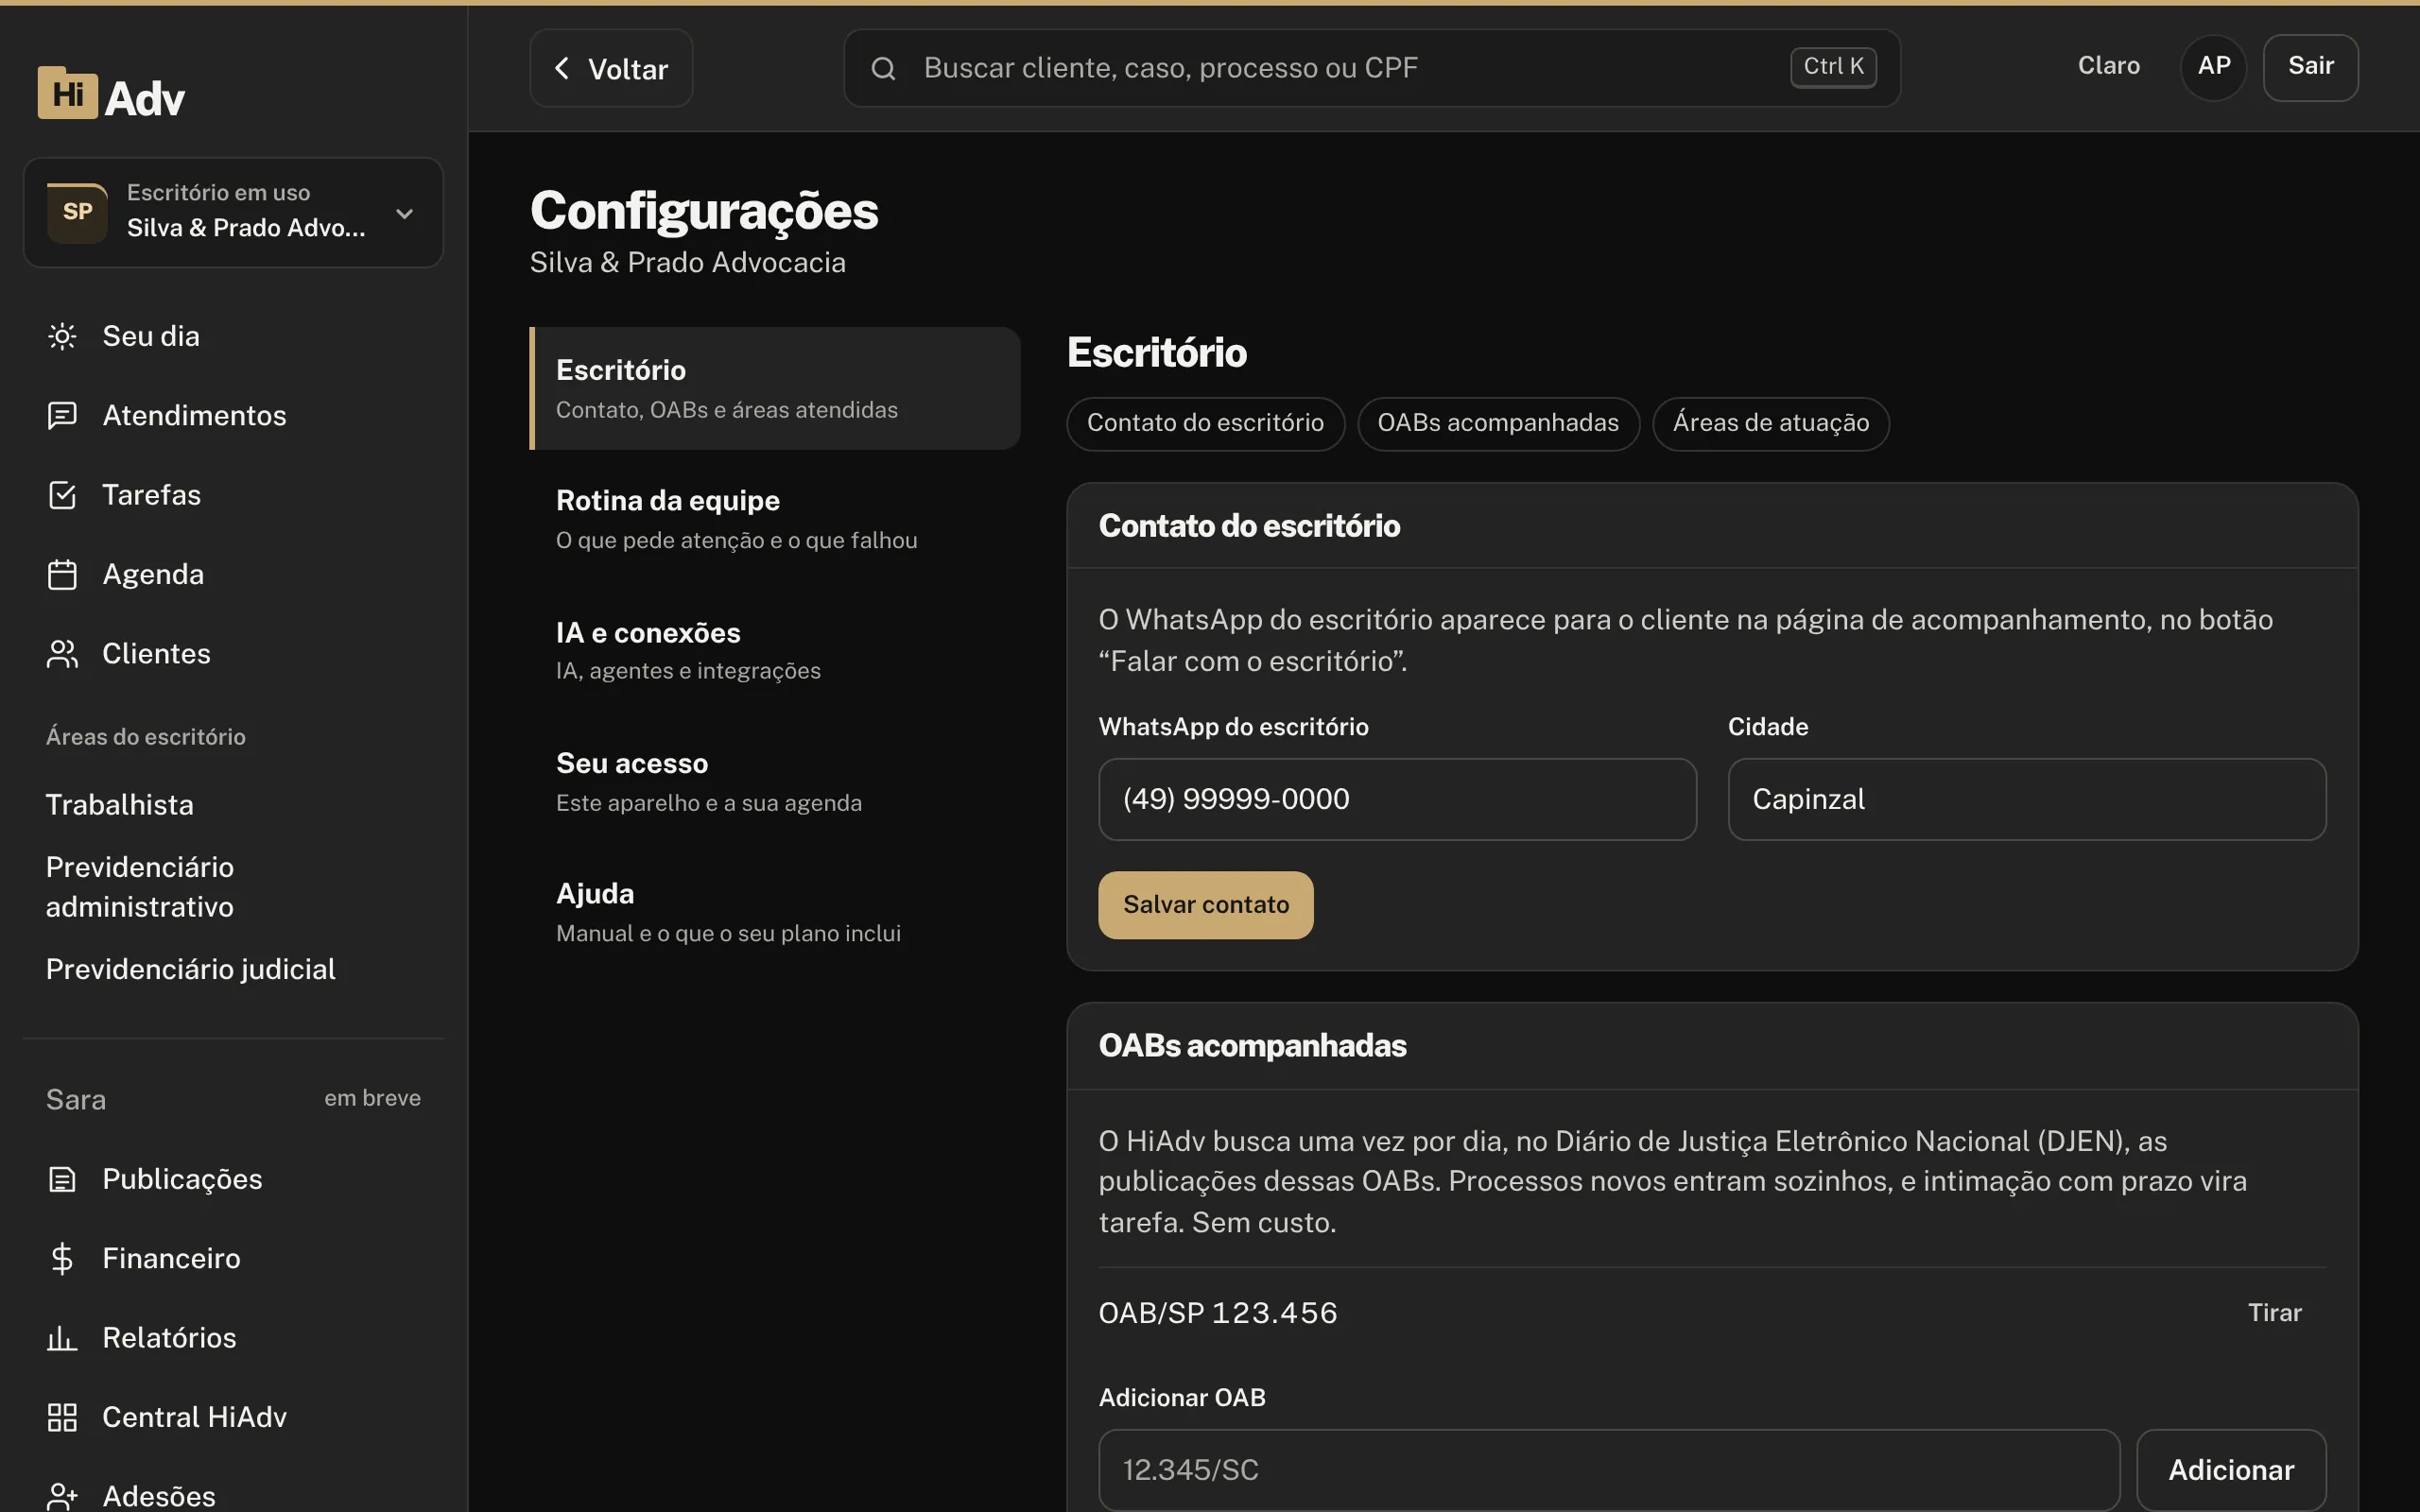 Hi Adv
SP
Escritório em uso
Silva & Prado Advo...
Seu dia
Atendimentos
Tarefas
Agenda
Clientes
Áreas do escritório
Trabalhista
Previdenciário
administrativo
Previdenciário judicial
Sara
em breve
Publicações
Financeiro
Relatórios
Central HiAdv
Adesões
Voltar
Buscar cliente, caso, processo ou CPF
Ctrl K
Claro
AP
Sair
Configurações
Silva & Prado Advocacia
Escritório
Contato, OABs e áreas atendidas
Rotina da equipe
O que pede atenção e o que falhou
IA e conexões
IA, agentes e integrações
Seu acesso
Este aparelho e a sua agenda
Ajuda
Manual e o que o seu plano inclui
Escritório
Contato do escritório
OABs acompanhadas
Áreas de atuação
Contato do escritório
O WhatsApp do escritório aparece para o cliente na página de acompanhamento, no botão
“Falar com o escritório”.
WhatsApp do escritório
(49) 99999-0000
Cidade
Capinzal
Salvar contato
OABs acompanhadas
O HiAdv busca uma vez por dia, no Diário de Justiça Eletrônico Nacional (DJEN), as
publicações dessas OABs. Processos novos entram sozinhos, e intimação com prazo vira
tarefa. Sem custo.
OAB/SP 123.456
Tirar
Adicionar OAB
12.345/SC
Adicionar